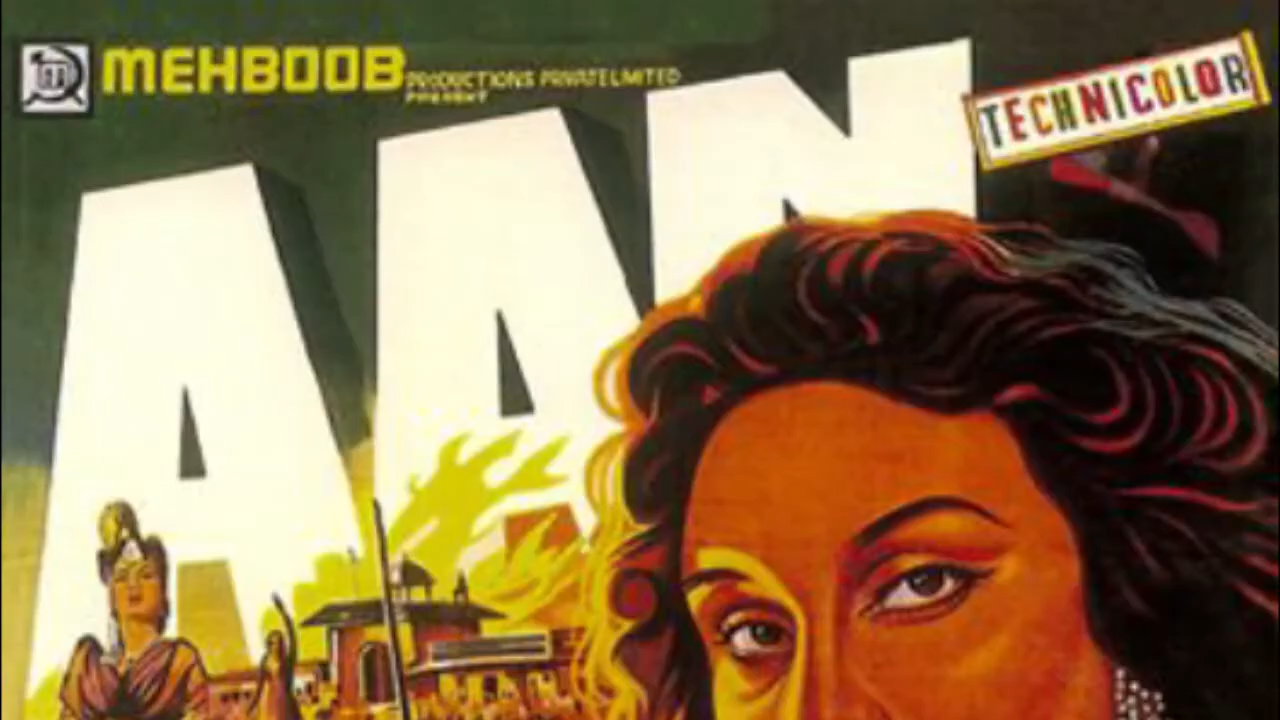 MEHBOOB
PRODUCTIONS PRIVATE LIMITED
PRESENT
AAN
TECHNICOLOR